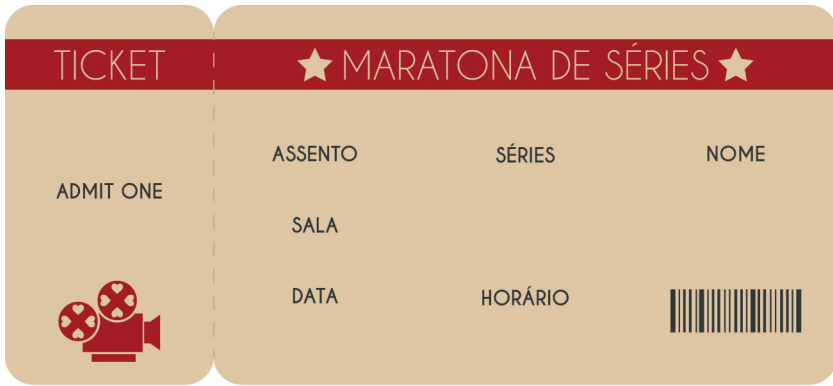 TICKET
MARATONA DE SÉRIES
ADMIT ONE
ASSENTO
SÉRIES
NOME
SALA
DATA
HORÁRIO